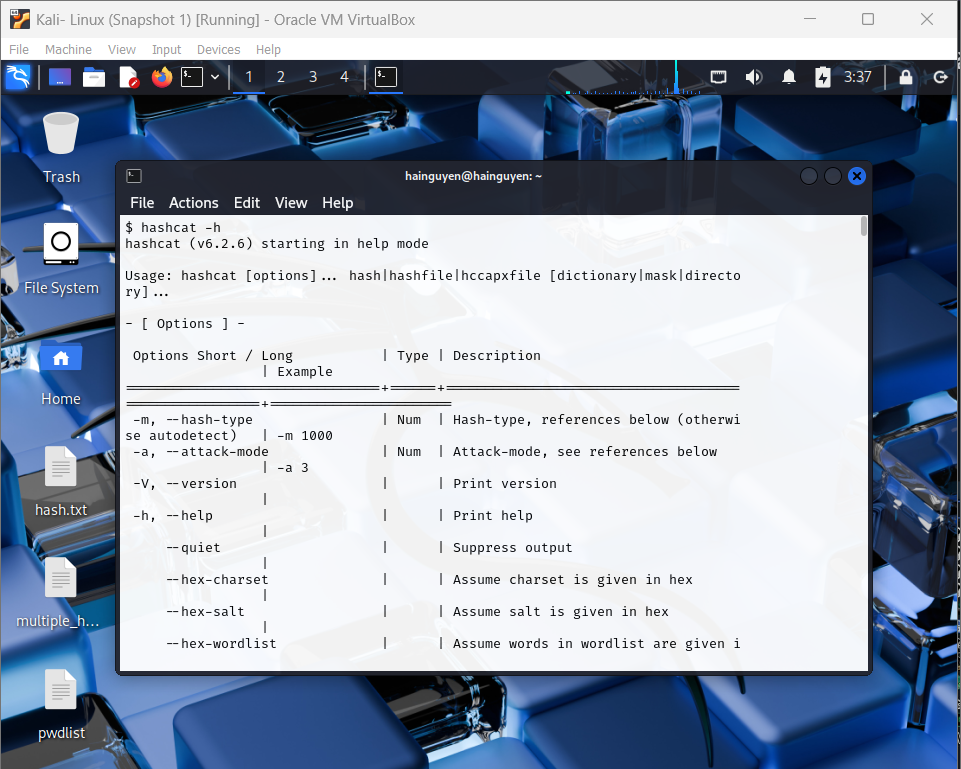 Kali- Linux (Snapshot 1) [Running] - Oracle VM VirtualBox
File Machine View Input Devices Help
1 2 3 4 3:37
Trash
File System
Home
hash.txt
multiple_h...
pwdlist
hainguyen@hainguyen: ~
File Actions Edit View Help
$ hashcat -h
hashcat (v6.2.6) starting in help mode

Usage: hashcat [options]... hash|hashfile|hccapxfile [dictionary|mask|directo
ry]...

- [ Options ] -

 Options Short / Long | Type | Description
| Example
================================+======+=====================================
=================+=======================
 -m, --hash-type | Num | Hash-type, references below (otherwi
se autodetect) | -m 1000
 -a, --attack-mode | Num | Attack-mode, see references below
| -a 3
 -V, --version | | Print version
|
 -h, --help | | Print help
|
 --quiet | | Suppress output
|
 --hex-charset | | Assume charset is given in hex
|
 --hex-salt | | Assume salt is given in hex
|
 --hex-wordlist | | Assume words in wordlist are given i